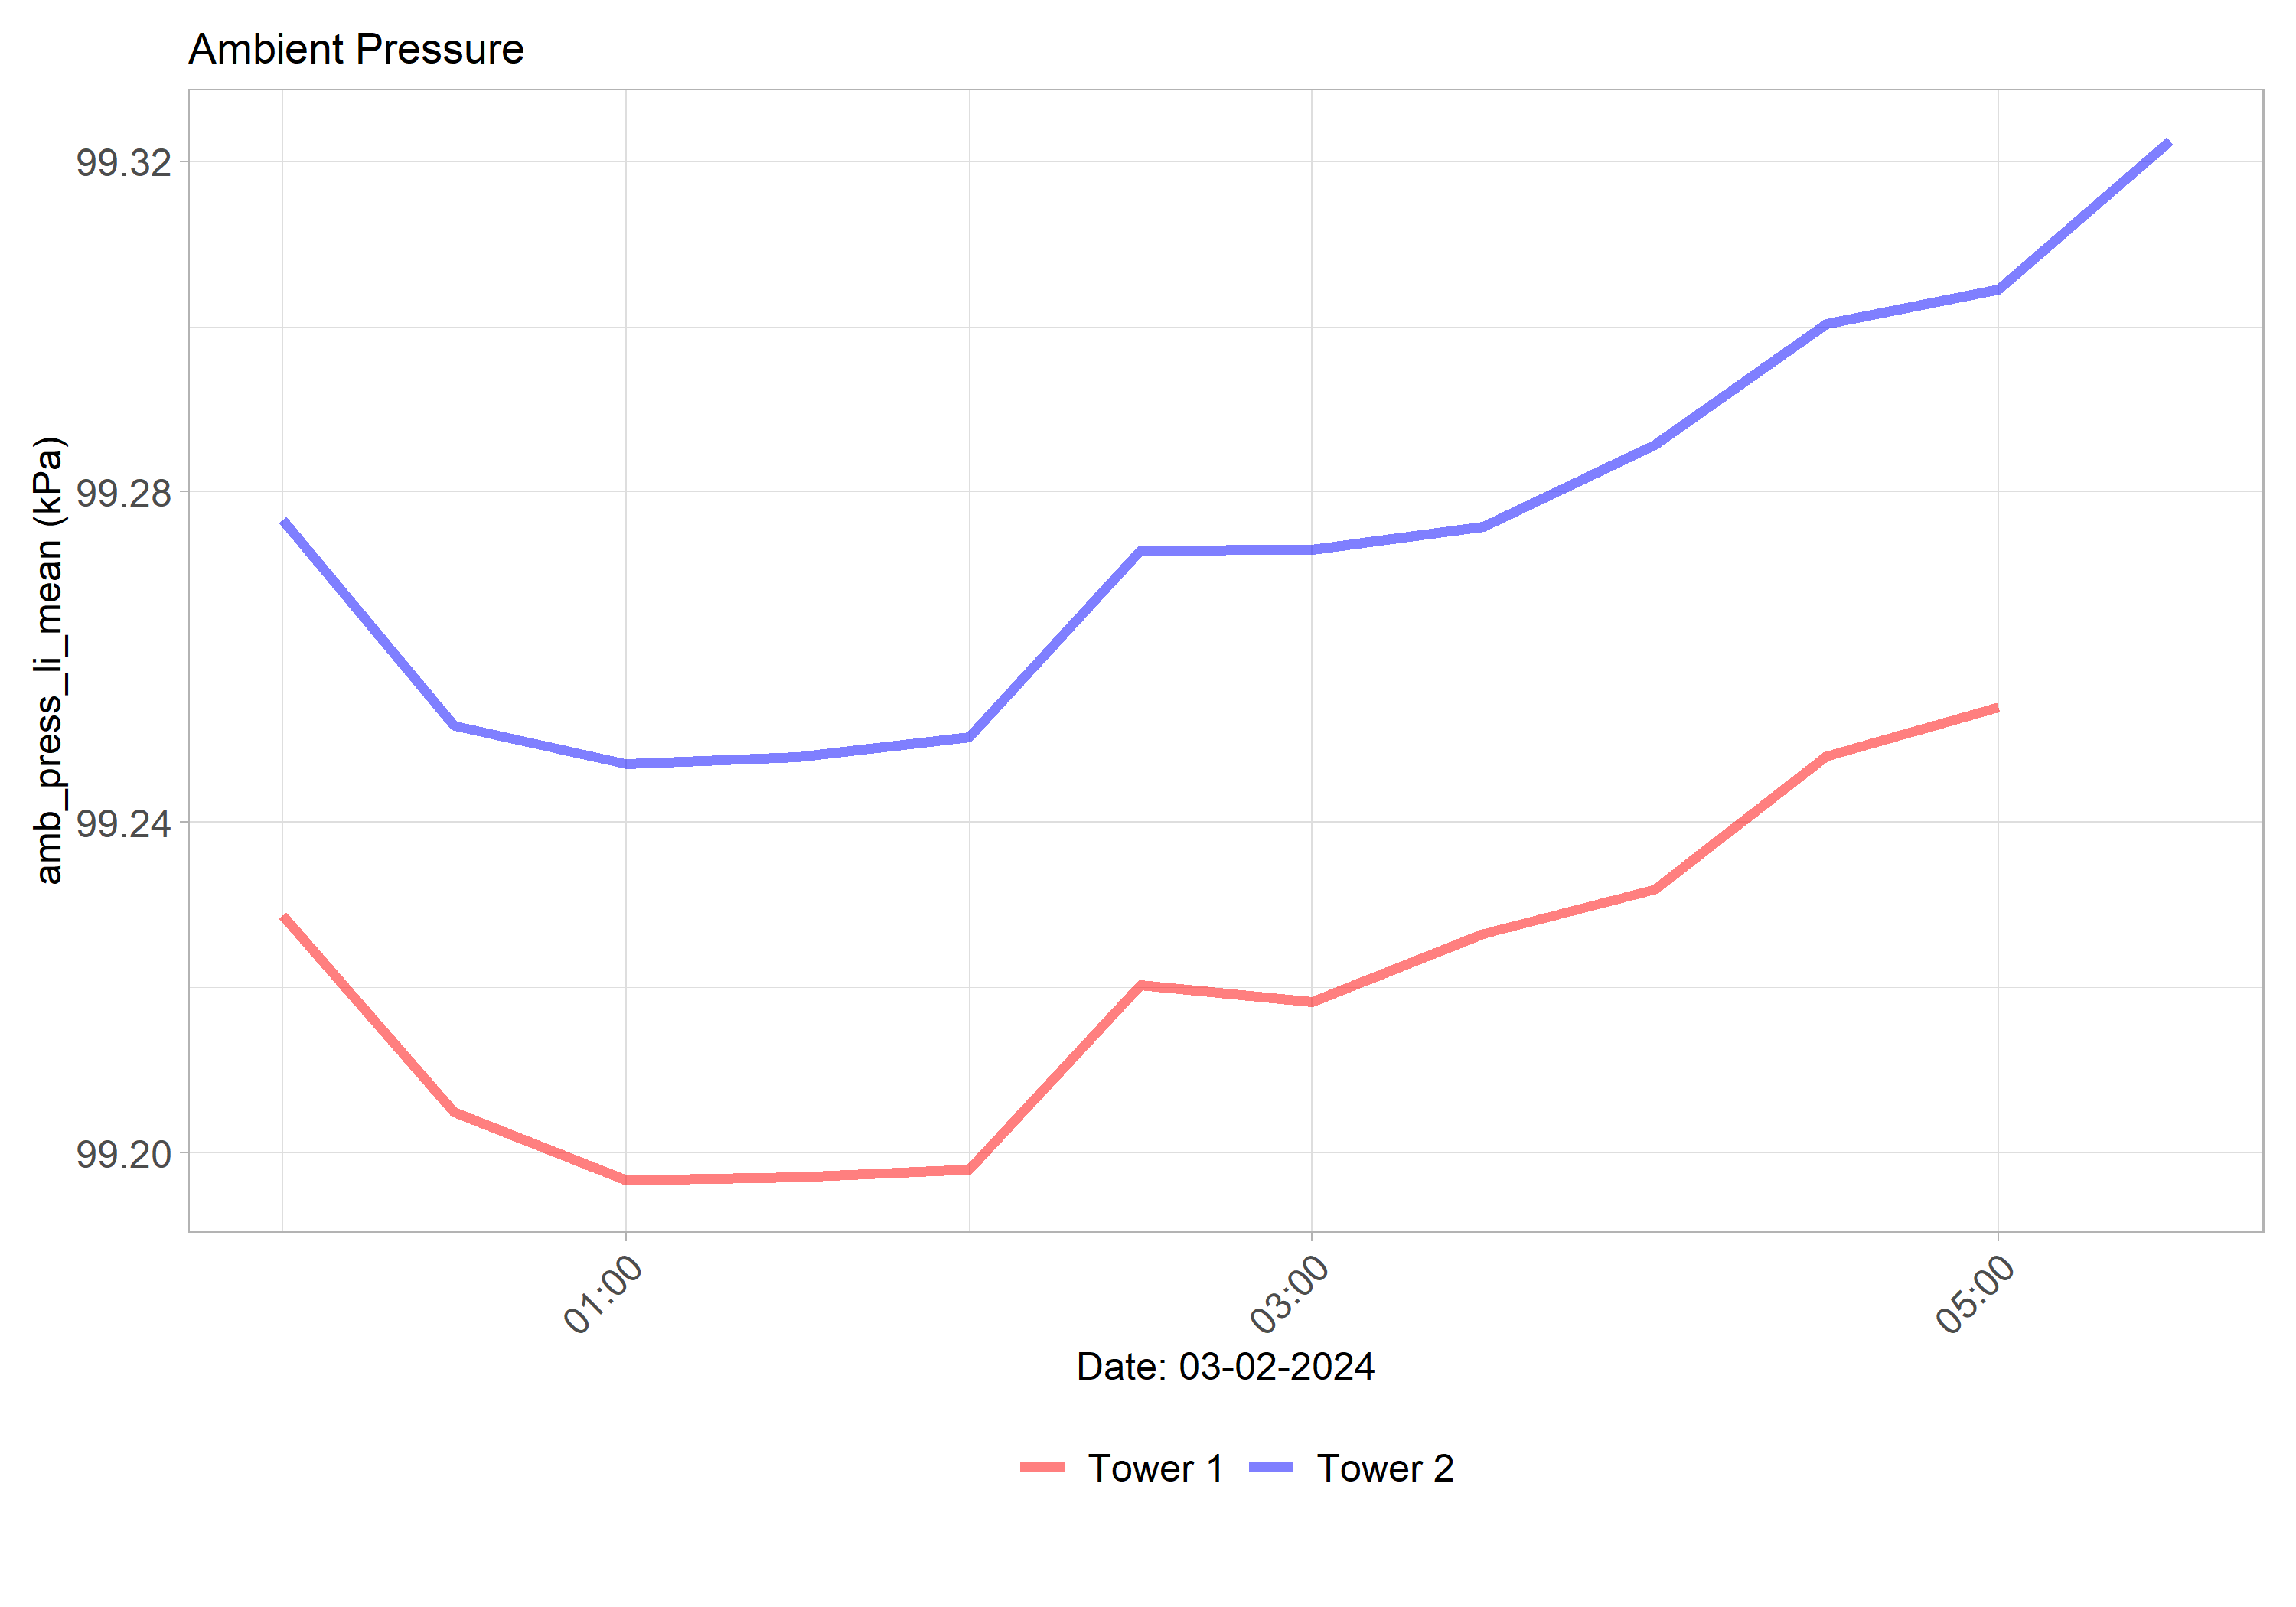 Ambient Pressure
amb_press_li_mean (kPa)
99.32
99.28
99.24
99.20
01:00
03:00
05:00
Date: 03-02-2024
Tower 1
Tower 2